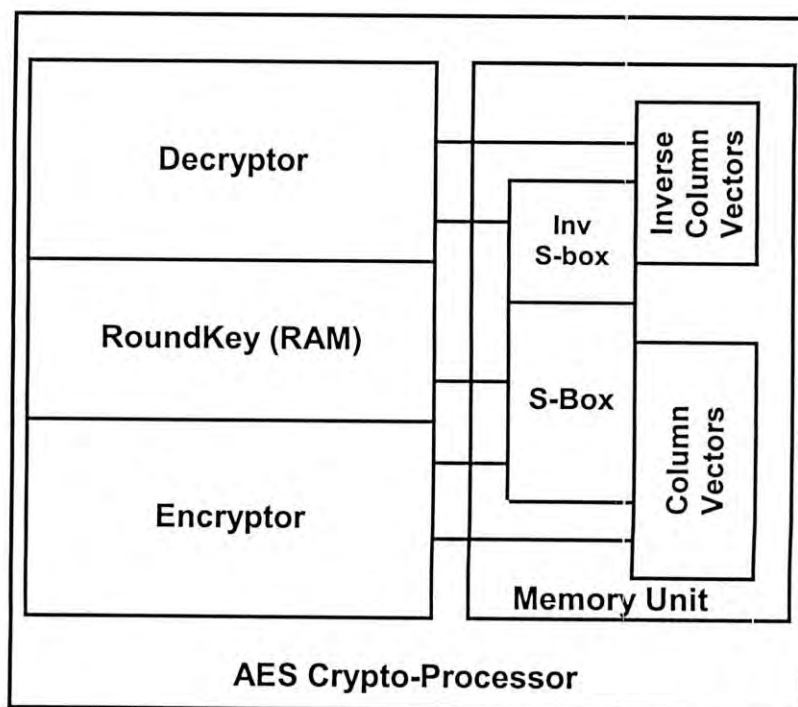 Decryptor
RoundKey (RAM)
Encryptor
Inv
S-box
S-Box
Inverse
Column
Vectors
Column
Vectors
Memory Unit
AES Crypto-Processor